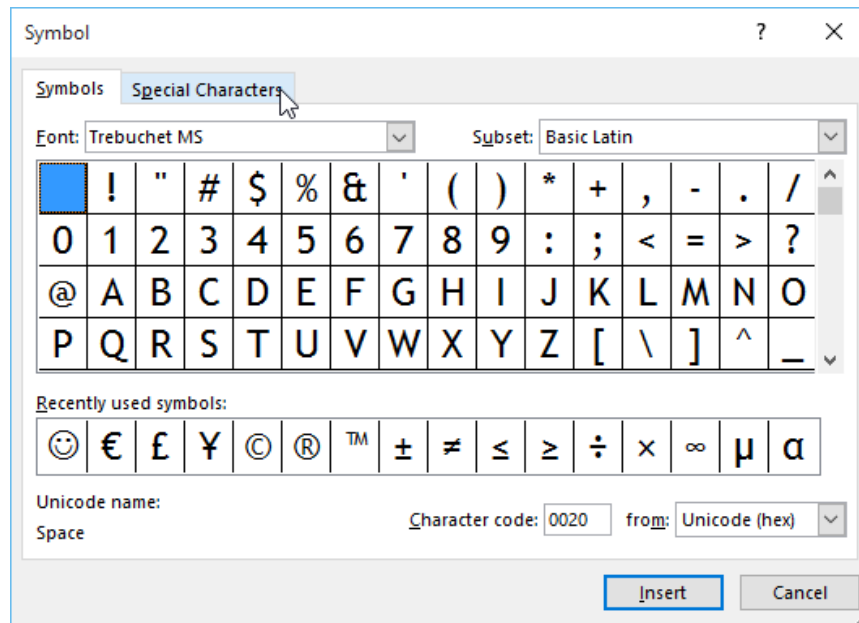 Symbol ? ×
Symbols Special Characters
Font: Trebuchet MS Subset: Basic Latin
! " # $ % & ' ( ) * + , - . /
0 1 2 3 4 5 6 7 8 9 : ; < = > ?
@ A B C D E F G H I J K L M N O
P Q R S T U V W X Y Z [ \ ] ^ _
Recently used symbols:
☺ € £ ¥ © ® ™ ± ≠ ≤ ≥ ÷ × ∞ µ α
Unicode name:
Space
Character code: 0020 from: Unicode (hex)
Insert Cancel